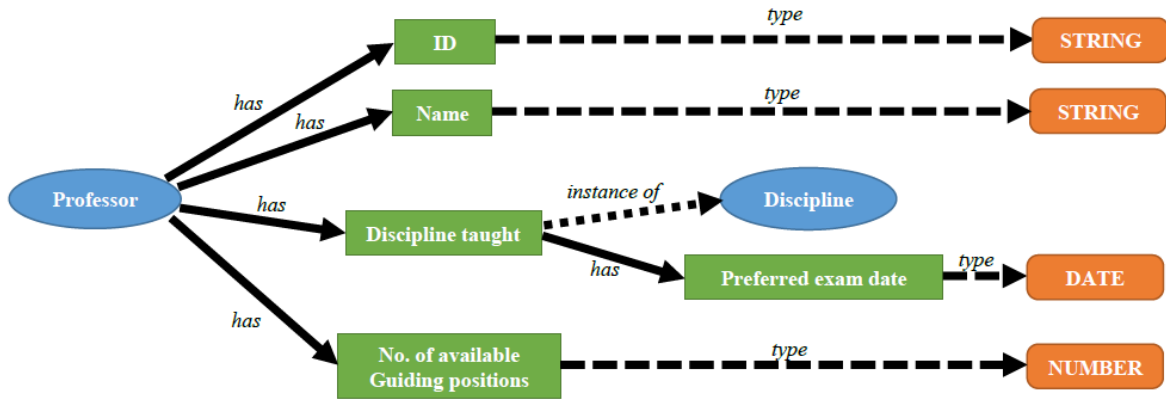 type
ID
STRING
has
type
Name
STRING
has
Professor
instance of
Discipline
has
Discipline taught
has
Preferred exam date
type
DATE
has
No. of available
Guiding positions
type
NUMBER